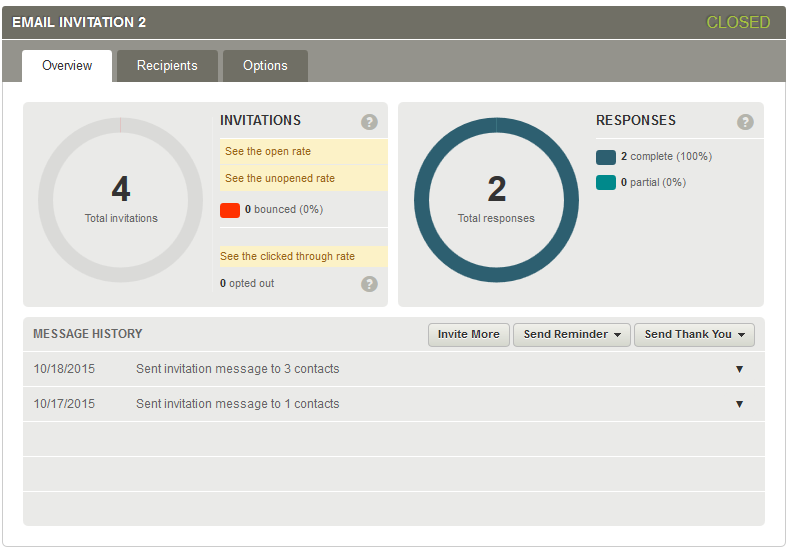 EMAIL INVITATION 2 CLOSED
Overview Recipients Options
INVITATIONS ?
See the open rate
See the unopened rate
0 bounced (0%)
See the clicked through rate
0 opted out ?
4
Total invitations
RESPONSES ?
2 complete (100%)
0 partial (0%)
2
Total responses
MESSAGE HISTORY Invite More Send Reminder Send Thank You
10/18/2015 Sent invitation message to 3 contacts
10/17/2015 Sent invitation message to 1 contacts